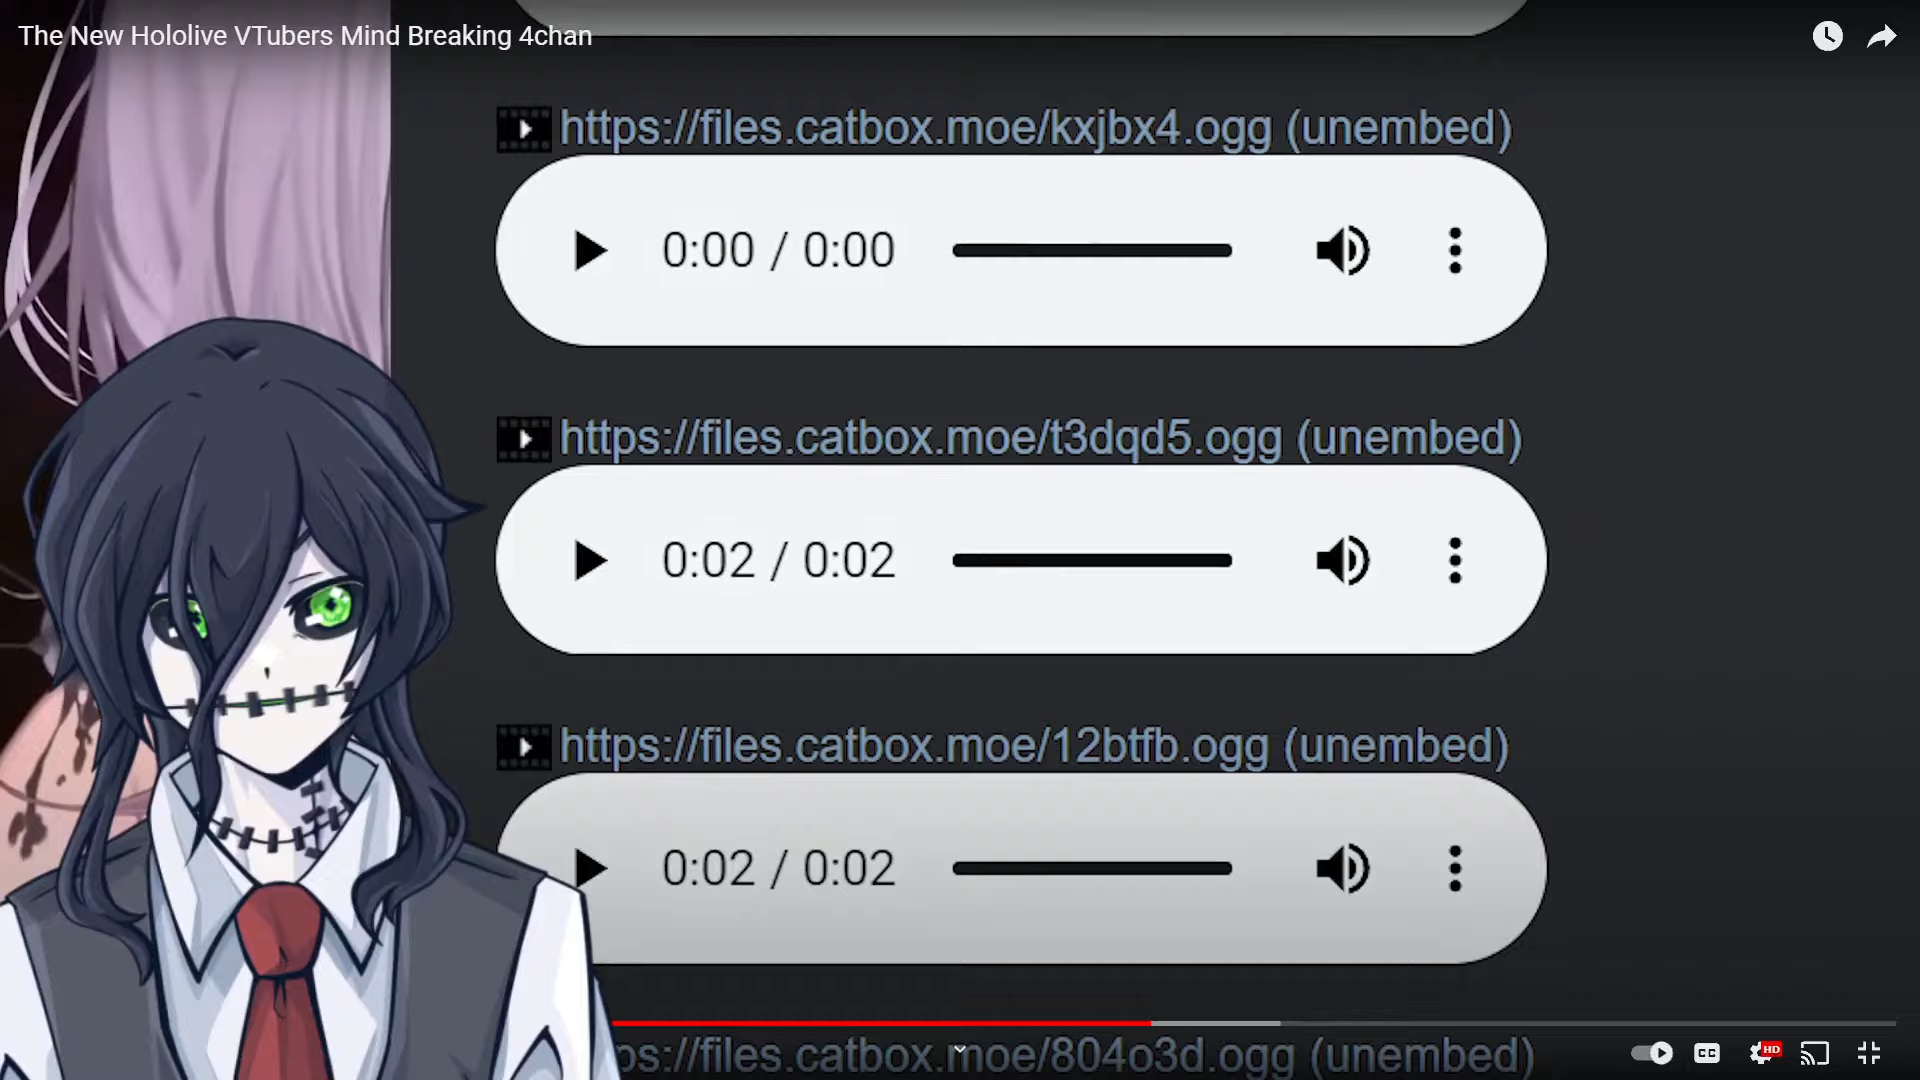 The New Hololive VTubers Mind Breaking 4chan
https://files.catbox.moe/kxjbx4.ogg (unembed)
0:00 / 0:00
https://files.catbox.moe/t3dqd5.ogg (unembed)
0:02 / 0:02
https://files.catbox.moe/12btfb.ogg (unembed)
0:02 / 0:02
ps://files.catbox.moe/804o3d.ogg (unembed)
CC
HD